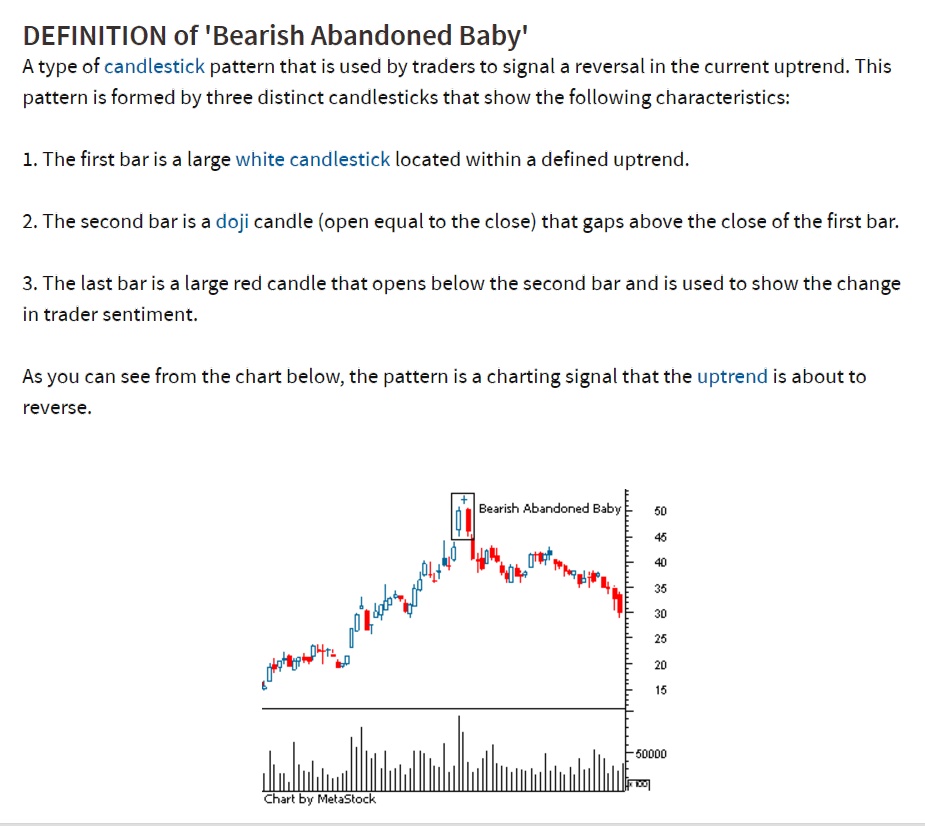 DEFINITION of 'Bearish Abandoned Baby'
A type of candlestick pattern that is used by traders to signal a reversal in the current uptrend. This
pattern is formed by three distinct candlesticks that show the following characteristics:
1. The first bar is a large white candlestick located within a defined uptrend.
2. The second bar is a doji candle (open equal to the close) that gaps above the close of the first bar.
3. The last bar is a large red candle that opens below the second bar and is used to show the change
in trader sentiment.
As you can see from the chart below, the pattern is a charting signal that the uptrend is about to
reverse.
Bearish Abandoned Baby
50
45
40
35
30
25
20
15
50000
x 100
Chart by MetaStock